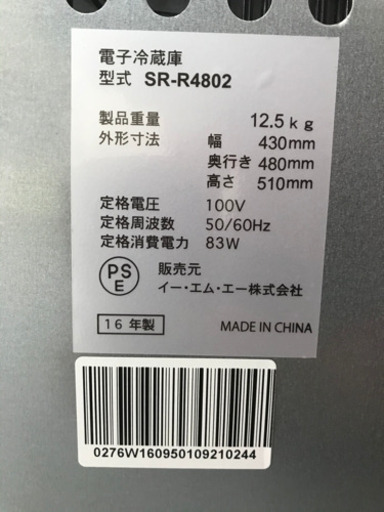 電子冷蔵庫
型式 SR-R4802
製品重量 12.5kg
外形寸法 幅 430mm
奥行き 480mm
高さ 510mm
定格電圧 100V
定格周波数 50/60Hz
定格消費電力 83W
PS
E
販売元
イー・エム・エー株式会社
16年製 MADE IN CHINA
0276W160950109210244